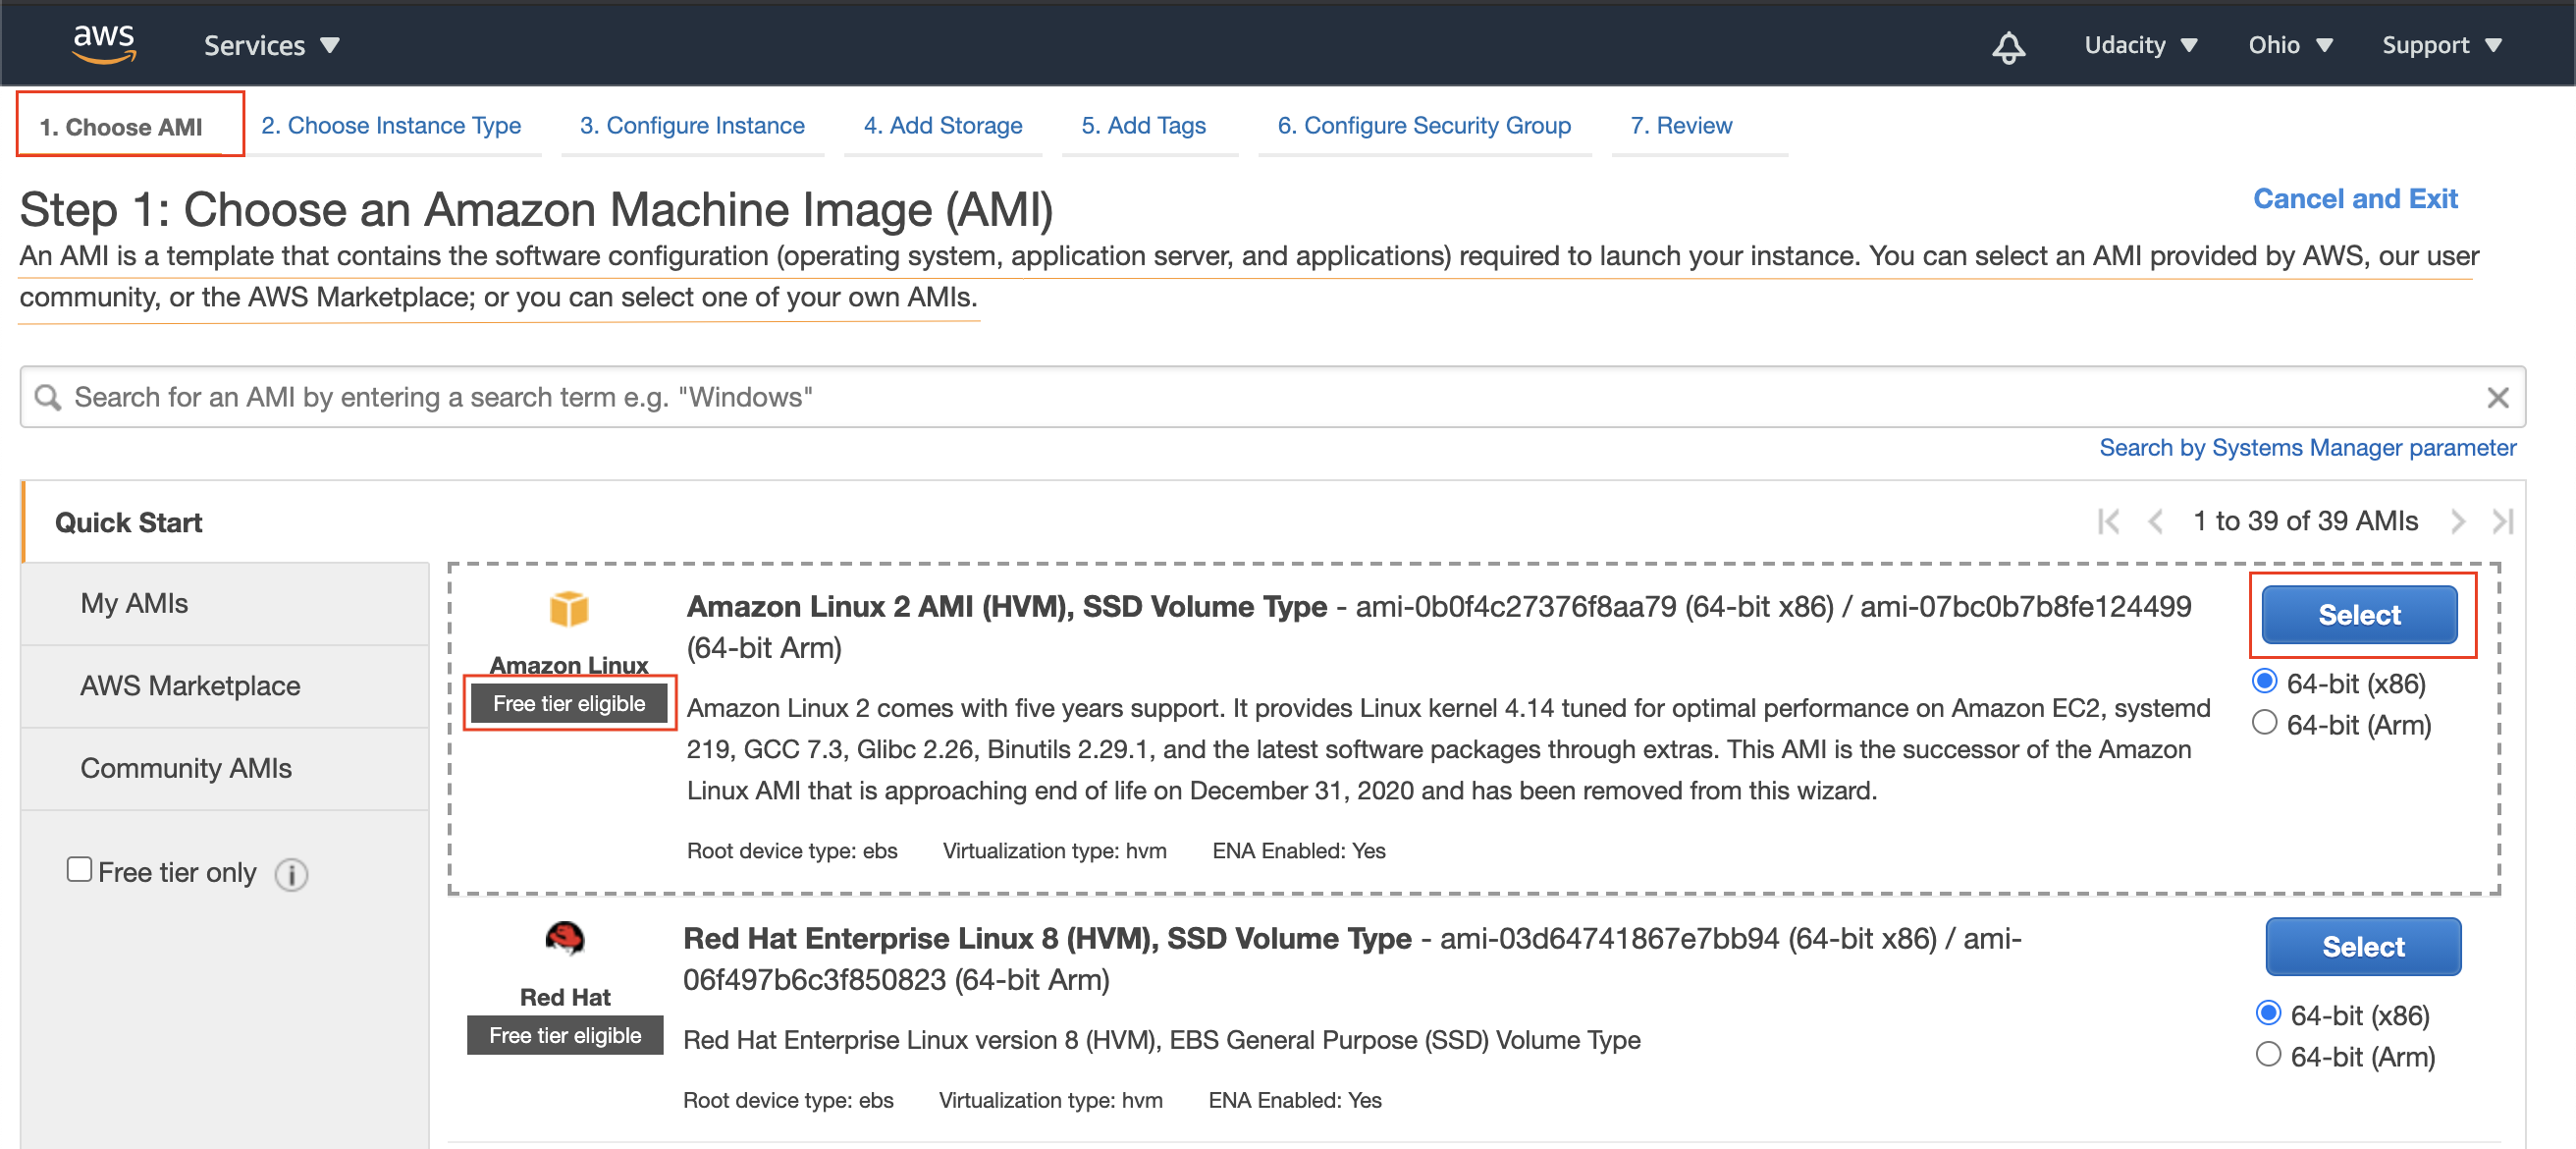 aws Services Udacity Ohio Support
1. Choose AMI 2. Choose Instance Type 3. Configure Instance 4. Add Storage 5. Add Tags 6. Configure Security Group 7. Review
Step 1: Choose an Amazon Machine Image (AMI)
Cancel and Exit
An AMI is a template that contains the software configuration (operating system, application server, and applications) required to launch your instance. You can select an AMI provided by AWS, our user
community, or the AWS Marketplace; or you can select one of your own AMIs.
Search for an AMI by entering a search term e.g. "Windows"
Search by Systems Manager parameter
Quick Start
1 to 39 of 39 AMIs
My AMIs
AWS Marketplace
Community AMIs
Free tier only
Amazon Linux
Free tier eligible
Amazon Linux 2 AMI (HVM), SSD Volume Type - ami-0b0f4c27376f8aa79 (64-bit x86) / ami-07bc0b7b8fe124499
(64-bit Arm)
Amazon Linux 2 comes with five years support. It provides Linux kernel 4.14 tuned for optimal performance on Amazon EC2, systemd
219, GCC 7.3, Glibc 2.26, Binutils 2.29.1, and the latest software packages through extras. This AMI is the successor of the Amazon
Linux AMI that is approaching end of life on December 31, 2020 and has been removed from this wizard.
Root device type: ebs Virtualization type: hvm ENA Enabled: Yes
Select
64-bit (x86)
64-bit (Arm)
Red Hat
Free tier eligible
Red Hat Enterprise Linux 8 (HVM), SSD Volume Type - ami-03d64741867e7bb94 (64-bit x86) / ami-
06f497b6c3f850823 (64-bit Arm)
Red Hat Enterprise Linux version 8 (HVM), EBS General Purpose (SSD) Volume Type
Root device type: ebs Virtualization type: hvm ENA Enabled: Yes
Select
64-bit (x86)
64-bit (Arm)